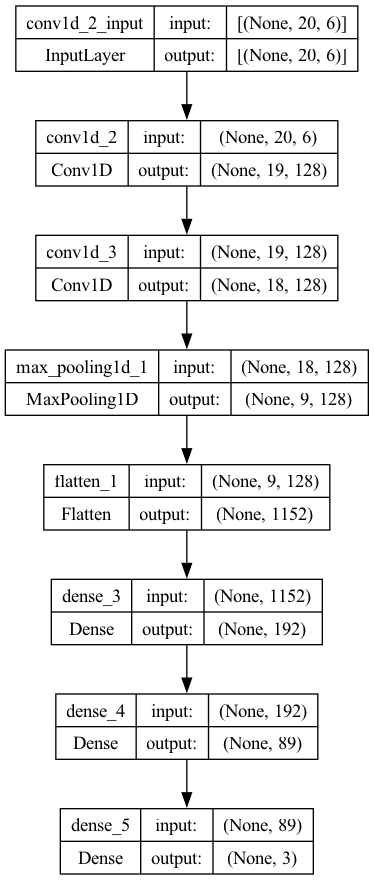 conv1d_2_input input: [(None, 20, 6)]
InputLayer output: [(None, 20, 6)]
conv1d_2 input: (None, 20, 6)
Conv1D output: (None, 19, 128)
conv1d_3 input: (None, 19, 128)
Conv1D output: (None, 18, 128)
max_pooling1d_1 input: (None, 18, 128)
MaxPooling1D output: (None, 9, 128)
flatten_1 input: (None, 9, 128)
Flatten output: (None, 1152)
dense_3 input: (None, 1152)
Dense output: (None, 192)
dense_4 input: (None, 192)
Dense output: (None, 89)
dense_5 input: (None, 89)
Dense output: (None, 3)